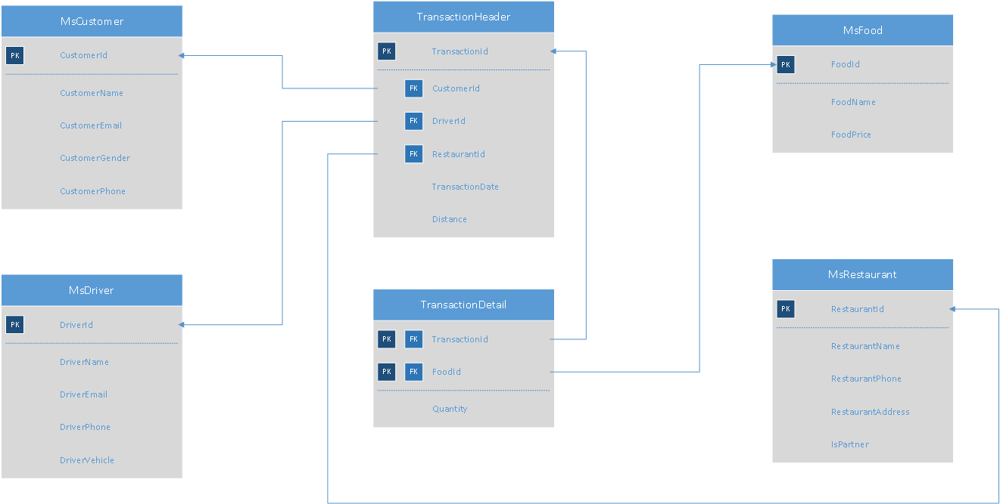 MsCustomer
PK CustomerId
CustomerName
CustomerEmail
CustomerGender
CustomerPhone
TransactionHeader
PK TransactionId
FK CustomerId
FK DriverId
FK RestaurantId
TransactionDate
Distance
MsFood
PK FoodId
FoodName
FoodPrice
MsDriver
PK DriverId
DriverName
DriverEmail
DriverPhone
DriverVehicle
TransactionDetail
PK FK TransactionId
PK FK FoodId
Quantity
MsRestaurant
PK RestaurantId
RestaurantName
RestaurantPhone
RestaurantAddress
IsPartner